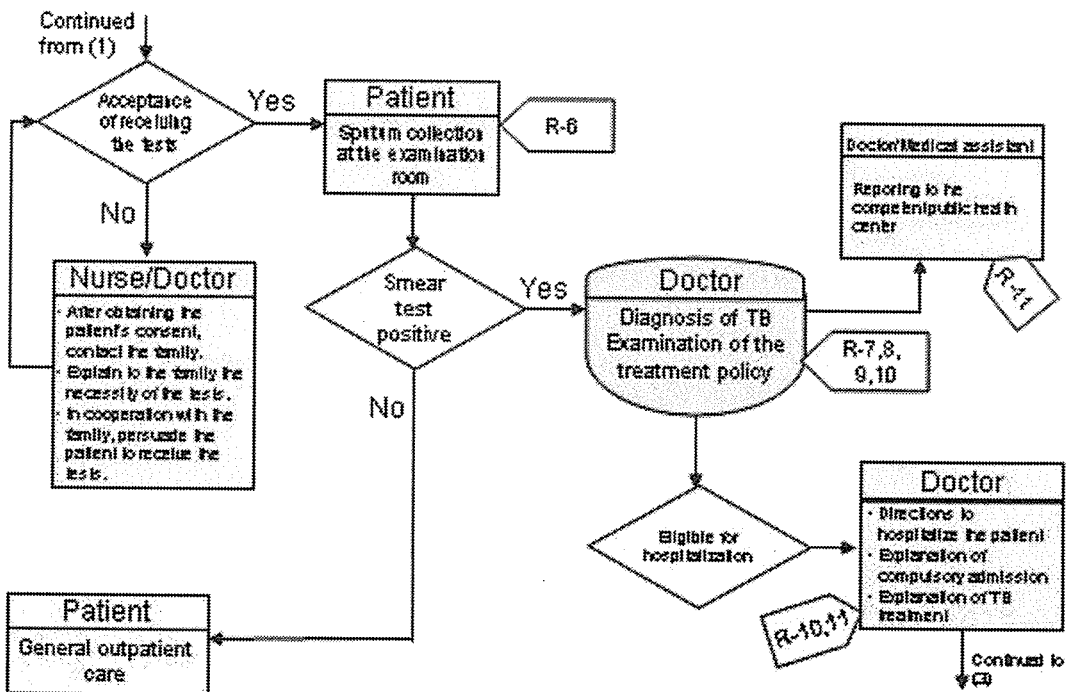 Continued
from (1)
Acceptance
of receiving
the tests
Yes
No
Patient
Sputum collection
at the examination
room
R-6
Nurse/Doctor
· After obtaining the
patient's consent,
contact the family.
· Explain to the family the
necessity of the tests.
· In cooperation with the
family, persuade the
patient to receive the
tests.
Smear
test
positive
Yes
No
Doctor
Diagnosis of TB
Examination of the
treatment policy
R-7,8,
9,10
Doctor/Medical assistant
Reporting to he
competent public health
center
R-11
Eligible for
hospitalization
Doctor
· Directions to
hospitalize the patient
· Explanation of
compulsory admission
· Explanation of TB
treatment
R-10,11
Continued to
(3)
Patient
General outpatient
care